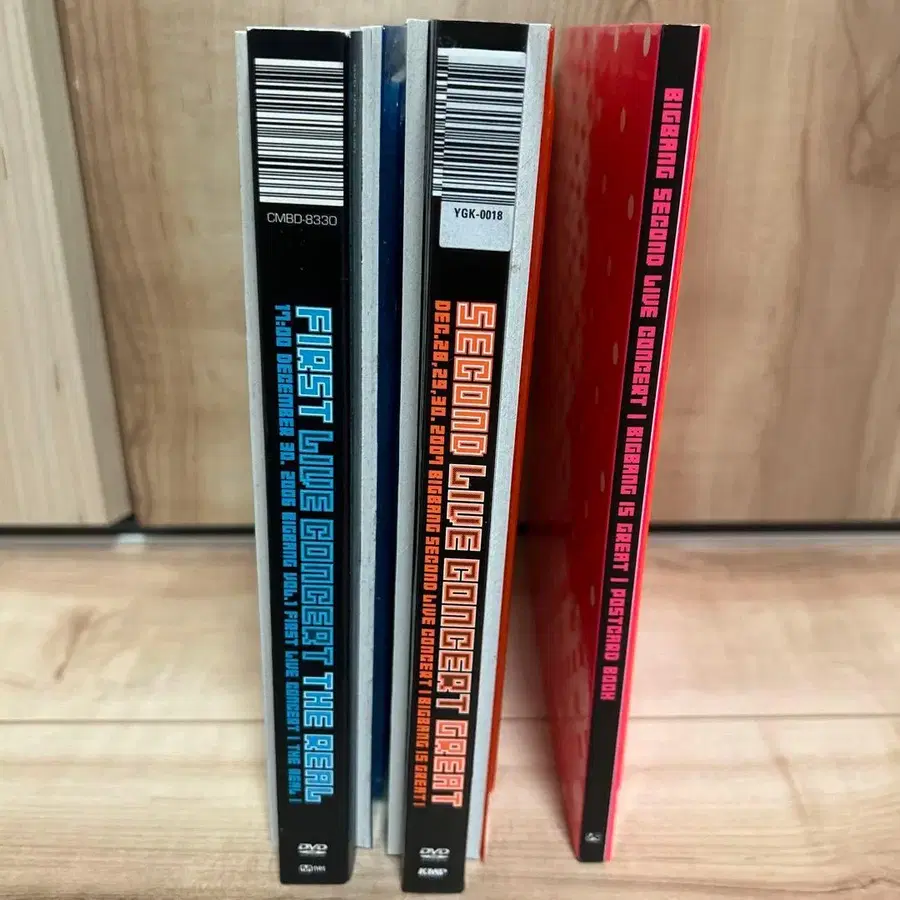 CMBD-8330
FIRST LIVE CONCERT THE REAL
17:00 DECEMBER 30. 2006 BIGBANG VOL.1 FIRST LIVE CONCERT | THE REAL |
DVD
YGK-0018
SECOND LIVE CONCERT GREAT
DEC.28,29,30. 2007 BIGBANG SECOND LIVE CONCERT | BIGBANG IS GREAT |
DVD
KMP
BIGBANG SECOND LIVE CONCERT | BIGBANG IS GREAT | POSTCARD BOOK